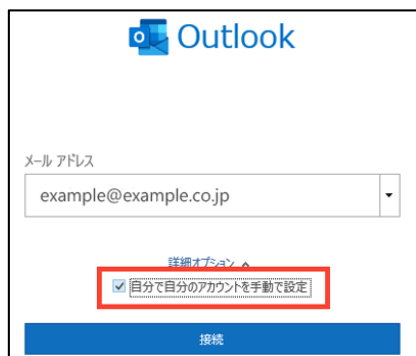 Outlook
メール アドレス
example@example.co.jp
詳細オプション
自分で自分のアカウントを手動で設定
接続